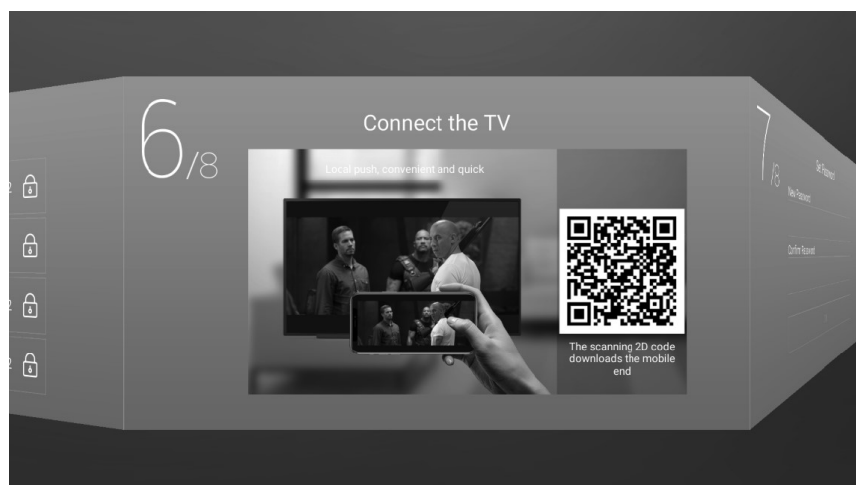 6/8
Connect the TV
Local push, convenient and quick
The scanning 2D code
downloads the mobile
end
7/8
Set Password
New Password
Confirm Password